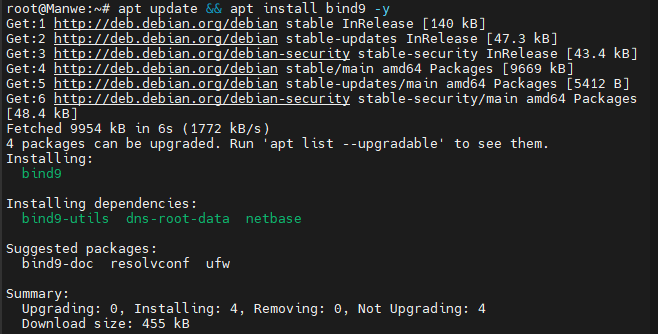 root@Manwe:~# apt update && apt install bind9 -y
Get:1 http://deb.debian.org/debian stable InRelease [140 kB]
Get:2 http://deb.debian.org/debian stable-updates InRelease [47.3 kB]
Get:3 http://deb.debian.org/debian-security stable-security InRelease [43.4 kB]
Get:4 http://deb.debian.org/debian stable/main amd64 Packages [9669 kB]
Get:5 http://deb.debian.org/debian stable-updates/main amd64 Packages [5412 B]
Get:6 http://deb.debian.org/debian-security stable-security/main amd64 Packages
[48.4 kB]
Fetched 9954 kB in 6s (1772 kB/s)
4 packages can be upgraded. Run 'apt list --upgradable' to see them.
Installing:
  bind9

Installing dependencies:
  bind9-utils  dns-root-data  netbase

Suggested packages:
  bind9-doc  resolvconf  ufw

Summary:
  Upgrading: 0, Installing: 4, Removing: 0, Not Upgrading: 4
  Download size: 455 kB